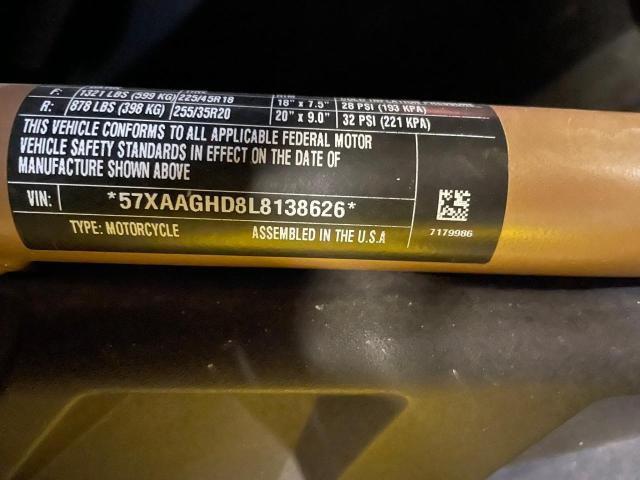 F: 1321 LBS (599 KG) 225/45R18 18" x 7.5" 28 PSI (193 KPA)
R: 878 LBS (398 KG) 255/35R20 20" x 9.0" 32 PSI (221 KPA)
THIS VEHICLE CONFORMS TO ALL APPLICABLE FEDERAL MOTOR
VEHICLE SAFETY STANDARDS IN EFFECT ON THE DATE OF
MANUFACTURE SHOWN ABOVE
VIN: *57XAAGHD8L8138626*
TYPE: MOTORCYCLE ASSEMBLED IN THE U.S.A
7179986